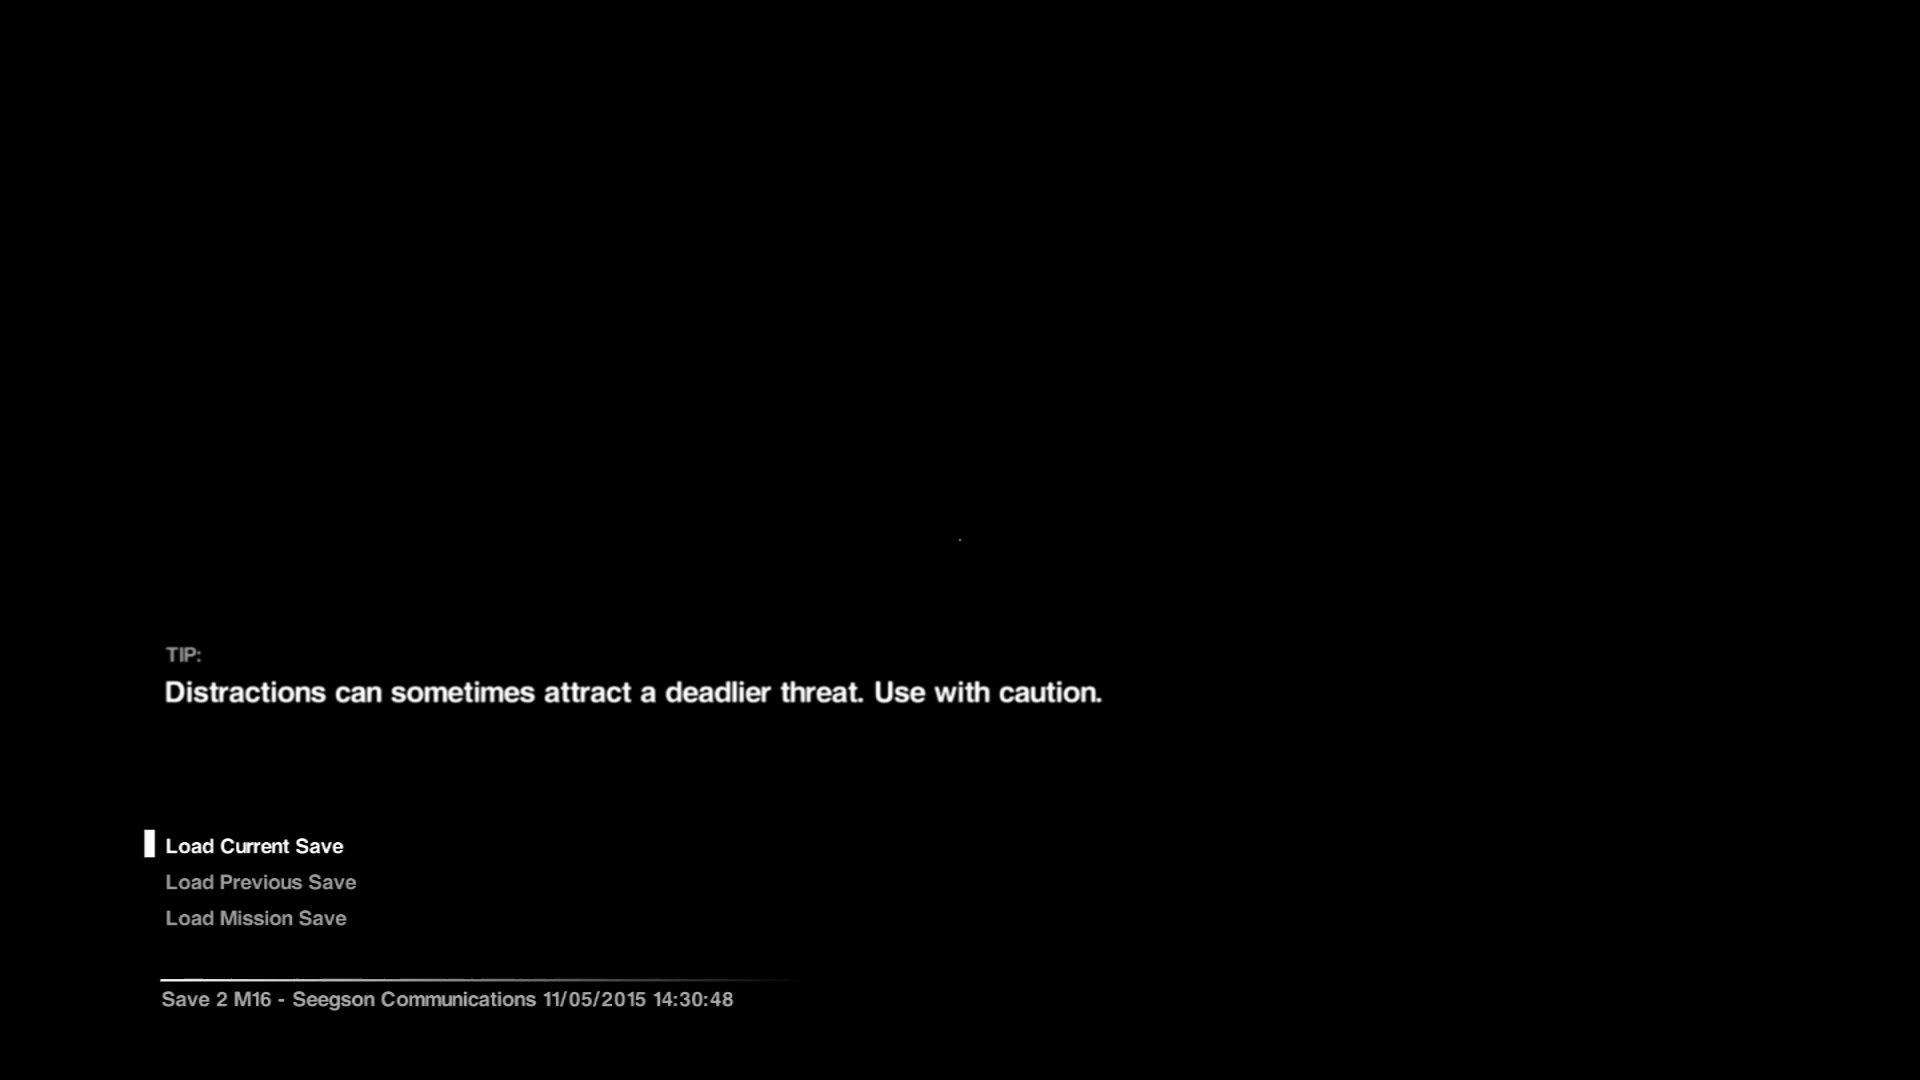 TIP:
Distractions can sometimes attract a deadlier threat. Use with caution.
Load Current Save
Load Previous Save
Load Mission Save
Save 2 M16 - Seegson Communications 11/05/2015 14:30:48